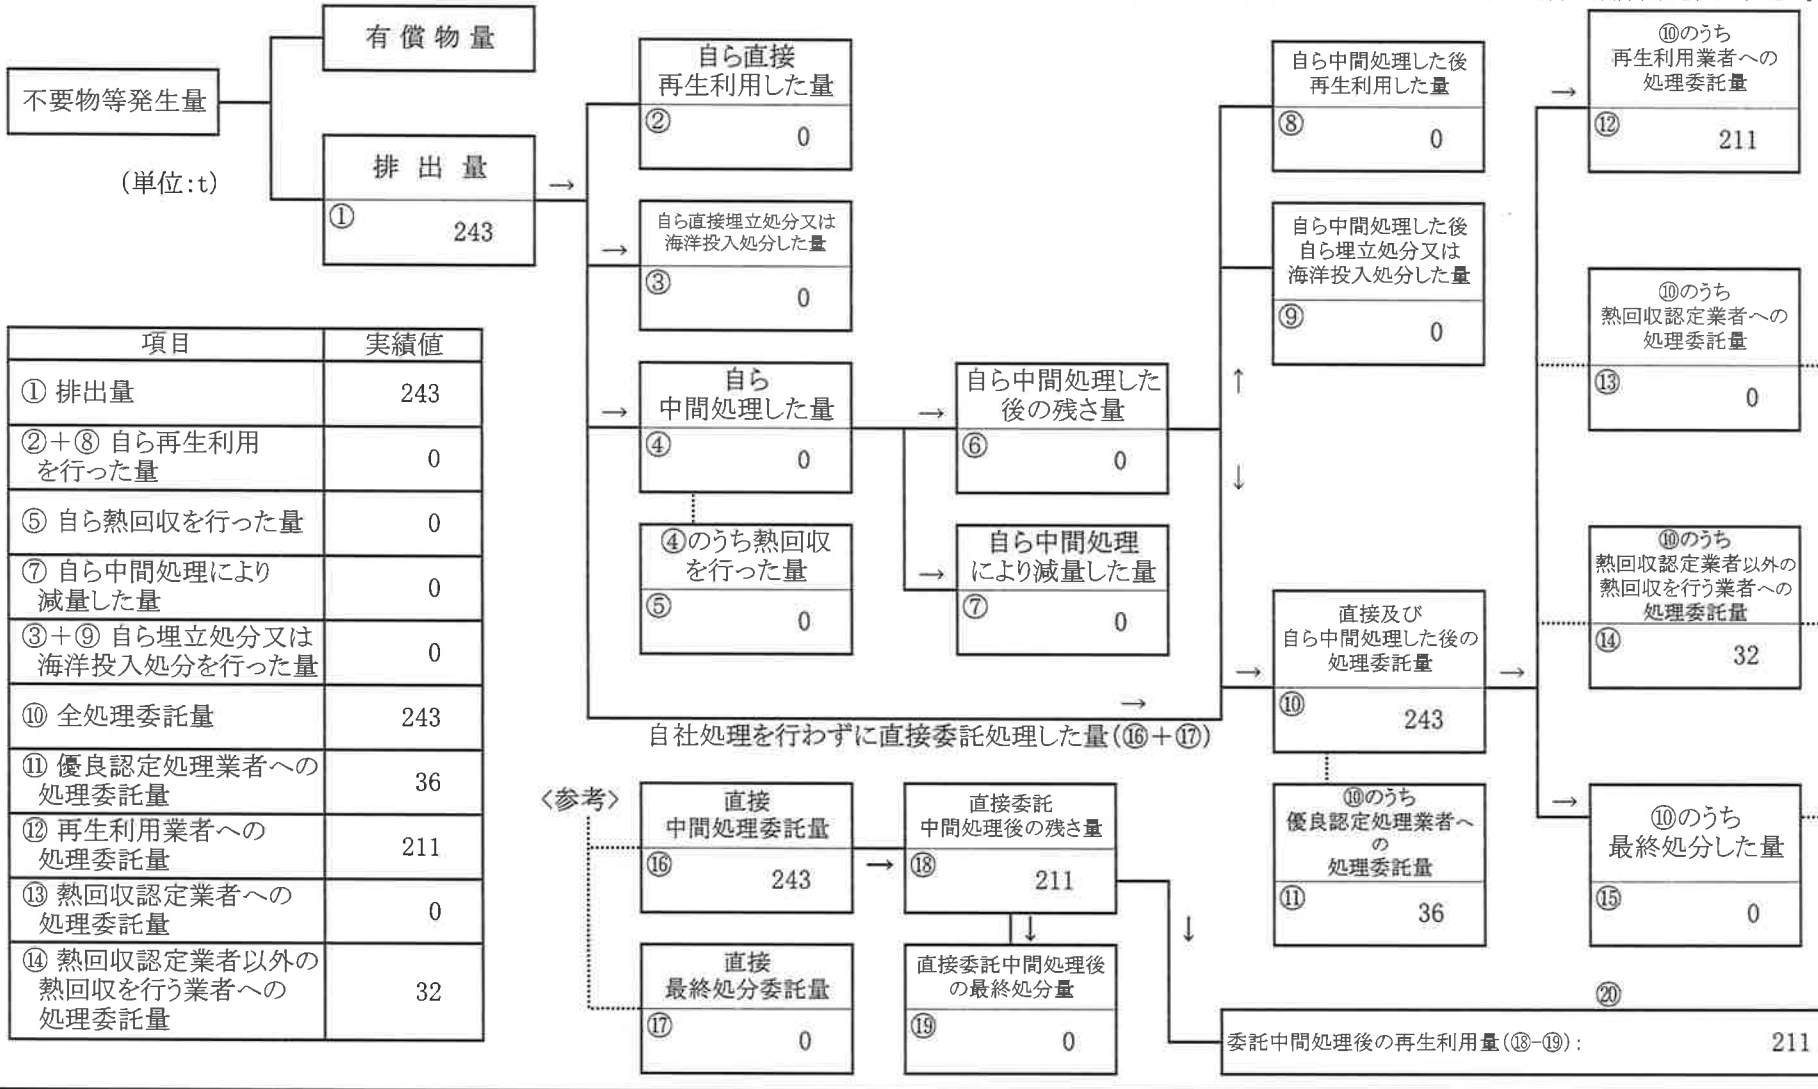 有償物量
不要物等発生量
(単位:t)
排出量
① 243
自ら直接
再生利用した量
② 0
自ら直接埋立処分又は
海洋投入処分した量
③ 0
自ら
中間処理した量
④ 0
④のうち熱回収
を行った量
⑤ 0
自ら中間処理した
後の残さ量
⑥ 0
自ら中間処理
により減量した量
⑦ 0
自ら中間処理した後
再生利用した量
⑧ 0
自ら中間処理した後
自ら埋立処分又は
海洋投入処分した量
⑨ 0
直接及び
自ら中間処理した後の
処理委託量
⑩ 243
⑩のうち
優良認定処理業者へ
の
処理委託量
⑪ 36
⑩のうち
再生利用業者への
処理委託量
⑫ 211
⑩のうち
熱回収認定業者への
処理委託量
⑬ 0
⑩のうち
熱回収認定業者以外の
熱回収を行う業者への
処理委託量
⑭ 32
⑩のうち
最終処分した量
⑮ 0
自社処理を行わずに直接委託処理した量(⑯+⑰)
〈参考〉
直接
中間処理委託量
⑯ 243
直接
最終処分委託量
⑰ 0
直接委託
中間処理後の残さ量
⑱ 211
直接委託中間処理後
の最終処分量
⑲ 0
⑳
委託中間処理後の再生利用量(⑱-⑲): 211
項目 実績値
① 排出量 243
②+⑧ 自ら再生利用
を行った量 0
⑤ 自ら熱回収を行った量 0
⑦ 自ら中間処理により
減量した量 0
③+⑨ 自ら埋立処分又は
海洋投入処分を行った量 0
⑩ 全処理委託量 243
⑪ 優良認定処理業者への
処理委託量 36
⑫ 再生利用業者への
処理委託量 211
⑬ 熱回収認定業者への
処理委託量 0
⑭ 熱回収認定業者以外の
熱回収を行う業者への
処理委託量 32